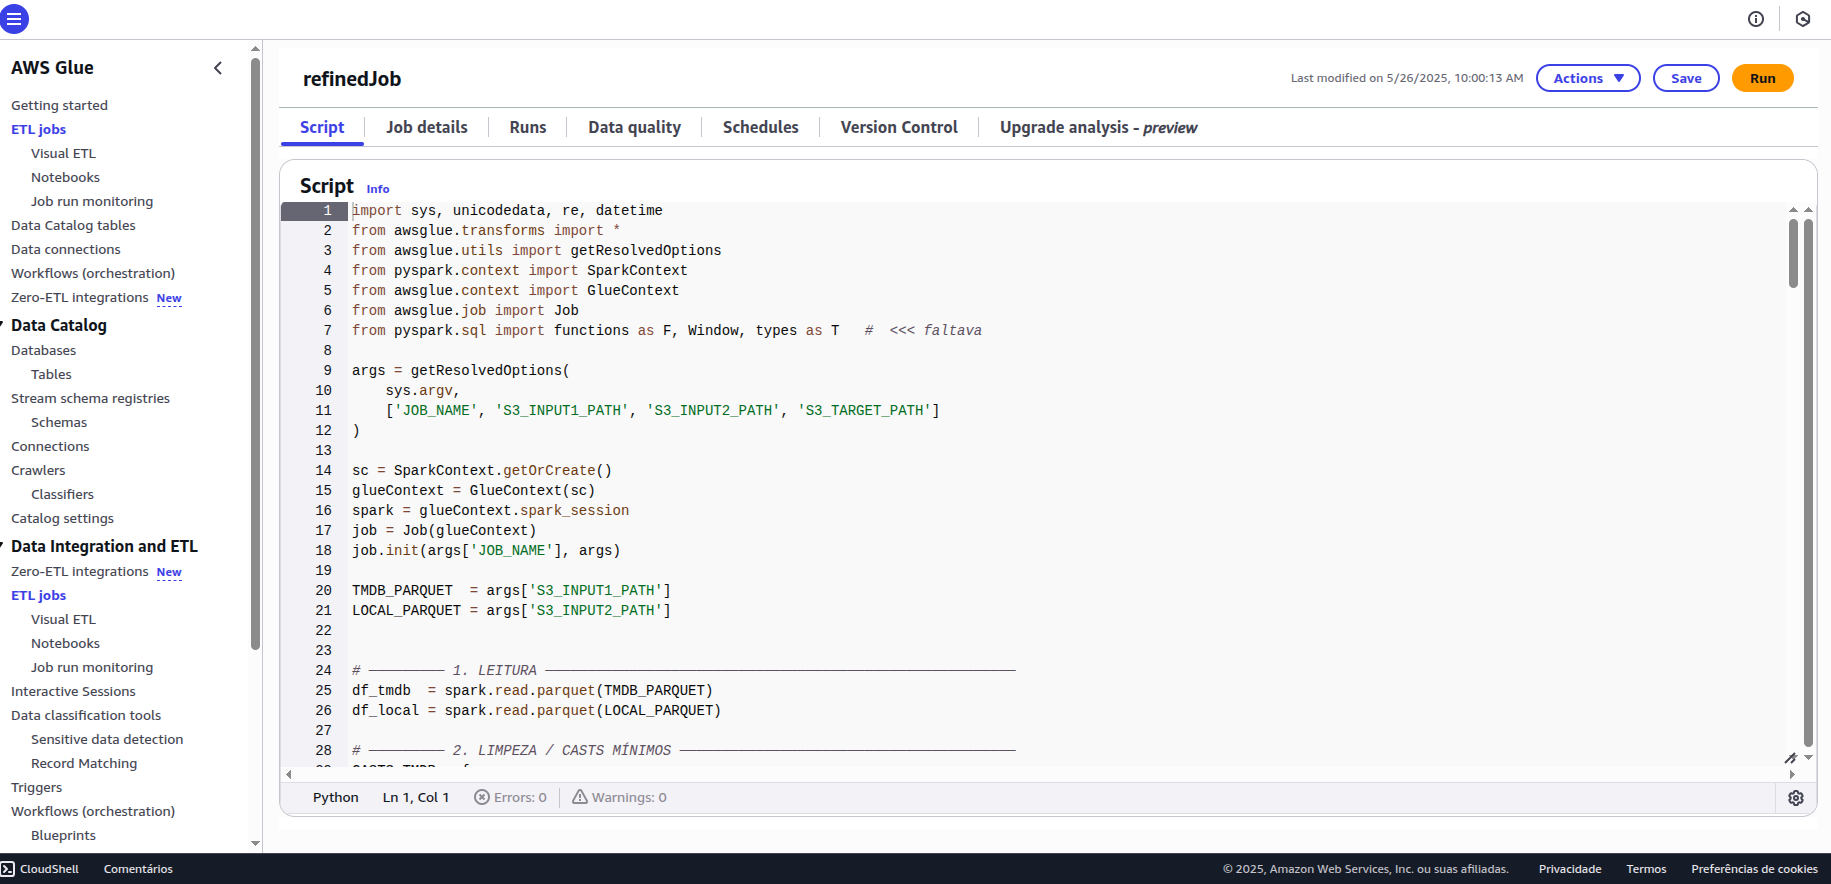 AWS Glue
Getting started
ETL jobs
Visual ETL
Notebooks
Job run monitoring
Data Catalog tables
Data connections
Workflows (orchestration)
Zero-ETL integrations New
Data Catalog
Databases
Tables
Stream schema registries
Schemas
Connections
Crawlers
Classifiers
Catalog settings
Data Integration and ETL
Zero-ETL integrations New
ETL jobs
Visual ETL
Notebooks
Job run monitoring
Interactive Sessions
Data classification tools
Sensitive data detection
Record Matching
Triggers
Workflows (orchestration)
Blueprints
refinedJob
Last modified on 5/26/2025, 10:00:13 AM
Actions
Save
Run
Script
Job details
Runs
Data quality
Schedules
Version Control
Upgrade analysis - preview
Script Info
1 import sys, unicodedata, re, datetime
2 from awsglue.transforms import *
3 from awsglue.utils import getResolvedOptions
4 from pyspark.context import SparkContext
5 from awsglue.context import GlueContext
6 from awsglue.job import Job
7 from pyspark.sql import functions as F, Window, types as T   #  <<< faltava
8
9 args = getResolvedOptions(
10     sys.argv,
11     ['JOB_NAME', 'S3_INPUT1_PATH', 'S3_INPUT2_PATH', 'S3_TARGET_PATH']
12 )
13
14 sc = SparkContext.getOrCreate()
15 glueContext = GlueContext(sc)
16 spark = glueContext.spark_session
17 job = Job(glueContext)
18 job.init(args['JOB_NAME'], args)
19
20 TMDB_PARQUET  = args['S3_INPUT1_PATH']
21 LOCAL_PARQUET = args['S3_INPUT2_PATH']
22
23
24 # ───────── 1. LEITURA ────────────────────────────────────────────────────────
25 df_tmdb  = spark.read.parquet(TMDB_PARQUET)
26 df_local = spark.read.parquet(LOCAL_PARQUET)
27
28 # ───────── 2. LIMPEZA / CASTS MÍNIMOS ────────────────────────────────────────
Python
Ln 1, Col 1
Errors: 0
Warnings: 0
CloudShell
Comentários
© 2025, Amazon Web Services, Inc. ou suas afiliadas.
Privacidade
Termos
Preferências de cookies